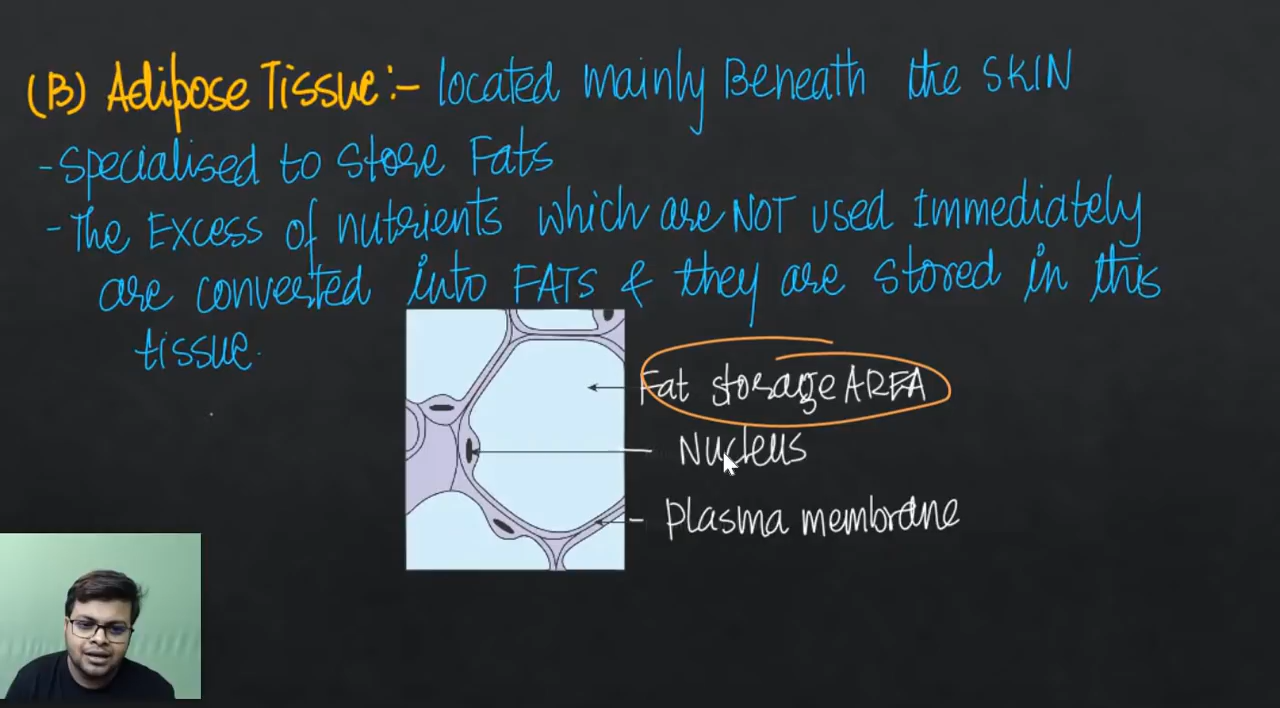 (B) Adipose Tissue:- located mainly Beneath the SKIN
- specialised to store Fats
- The Excess of nutrients which are NOT used Immediately
are converted into FATS & they are stored in this
tissue.
Fat storage AREA
Nucleus
Plasma membrane